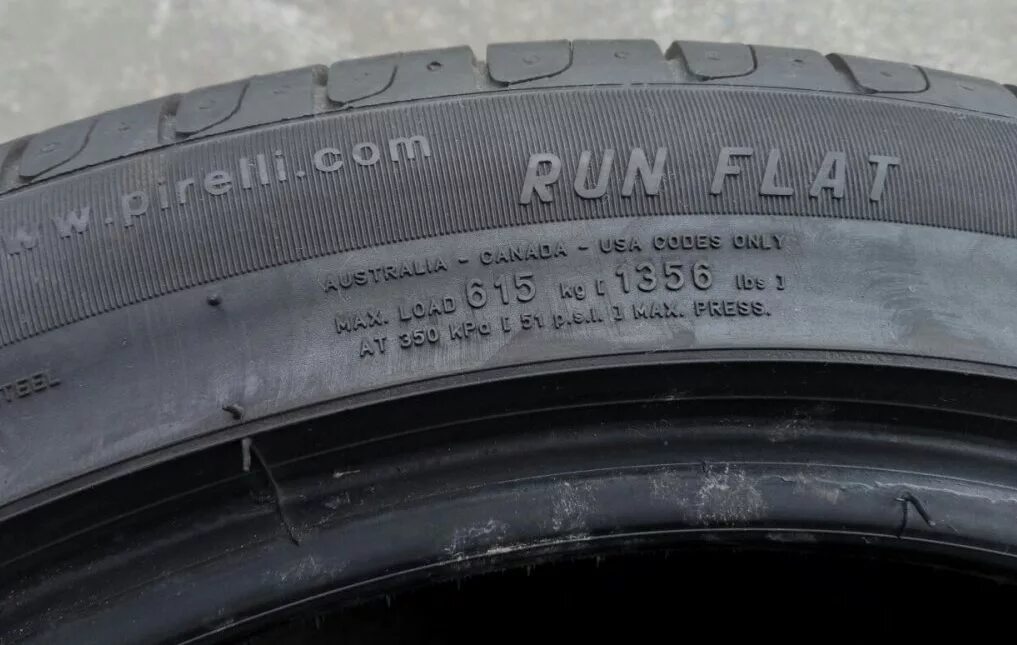 w.pirelli.com
RUN FLAT
AUSTRALIA - CANADA - USA CODES ONLY
MAX. LOAD 615 kg [ 1356 lbs ]
AT 350 KPa [ 51 p.s.i. ] MAX. PRESS.
TEEL